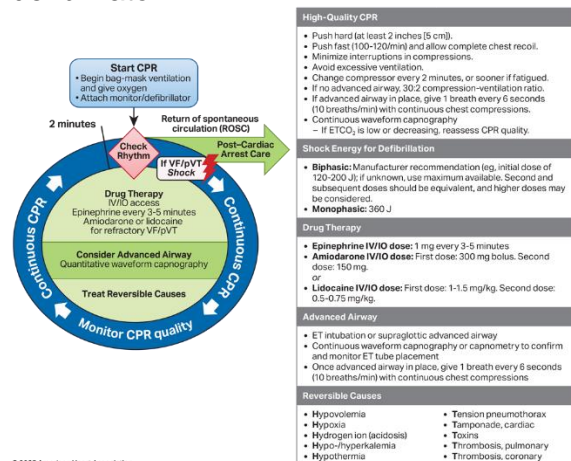 Start CPR
• Begin bag-mask ventilation
and give oxygen
• Attach monitor/defibrillator
2 minutes
Return of spontaneous
circulation (ROSC)
Check
Rhythm
Post–Cardiac
Arrest Care
If VF/pVT
Shock
Drug Therapy
IV/IO access
Epinephrine every 3-5 minutes
Amiodarone or lidocaine
for refractory VF/pVT
Consider Advanced Airway
Quantitative waveform capnography
Treat Reversible Causes
Continuous CPR
Continuous CPR
Monitor CPR quality
High-Quality CPR
• Push hard (at least 2 inches [5 cm]).
• Push fast (100-120/min) and allow complete chest recoil.
• Minimize interruptions in compressions.
• Avoid excessive ventilation.
• Change compressor every 2 minutes, or sooner if fatigued.
• If no advanced airway, 30:2 compression-ventilation ratio.
• If advanced airway in place, give 1 breath every 6 seconds
(10 breaths/min) with continuous chest compressions.
• Continuous waveform capnography
– If ETCO₂ is low or decreasing, reassess CPR quality.
Shock Energy for Defibrillation
• Biphasic: Manufacturer recommendation (eg, initial dose of
120-200 J); if unknown, use maximum available. Second and
subsequent doses should be equivalent, and higher doses may
be considered.
• Monophasic: 360 J
Drug Therapy
• Epinephrine IV/IO dose: 1 mg every 3-5 minutes
• Amiodarone IV/IO dose: First dose: 300 mg bolus. Second
dose: 150 mg.
or
• Lidocaine IV/IO dose: First dose: 1-1.5 mg/kg. Second dose:
0.5-0.75 mg/kg.
Advanced Airway
• ET intubation or supraglottic advanced airway
• Continuous waveform capnography or capnometry to confirm
and monitor ET tube placement
• Once advanced airway in place, give 1 breath every 6 seconds
(10 breaths/min) with continuous chest compressions
Reversible Causes
• Hypovolemia
• Hypoxia
• Hydrogen ion (acidosis)
• Hypo-/hyperkalemia
• Hypothermia
• Tension pneumothorax
• Tamponade, cardiac
• Toxins
• Thrombosis, pulmonary
• Thrombosis, coronary